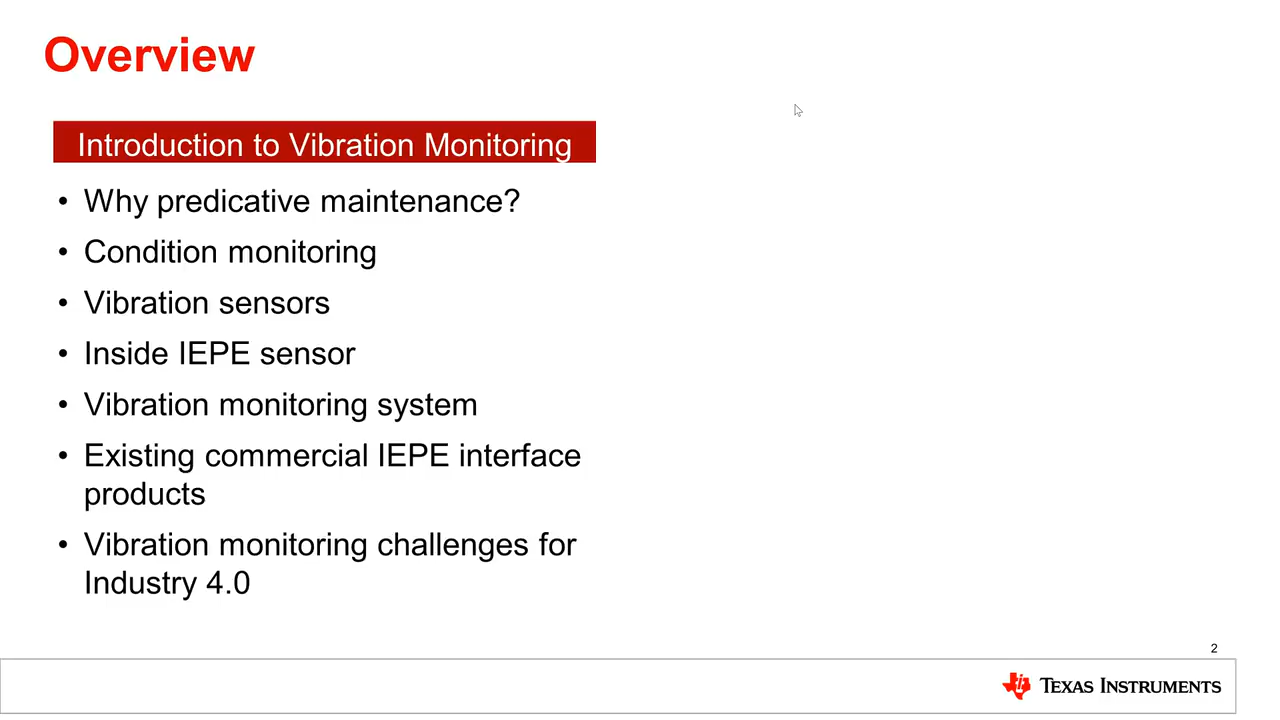 Overview
Introduction to Vibration Monitoring
• Why predicative maintenance?
• Condition monitoring
• Vibration sensors
• Inside IEPE sensor
• Vibration monitoring system
• Existing commercial IEPE interface
products
• Vibration monitoring challenges for
Industry 4.0
2
TEXAS INSTRUMENTS